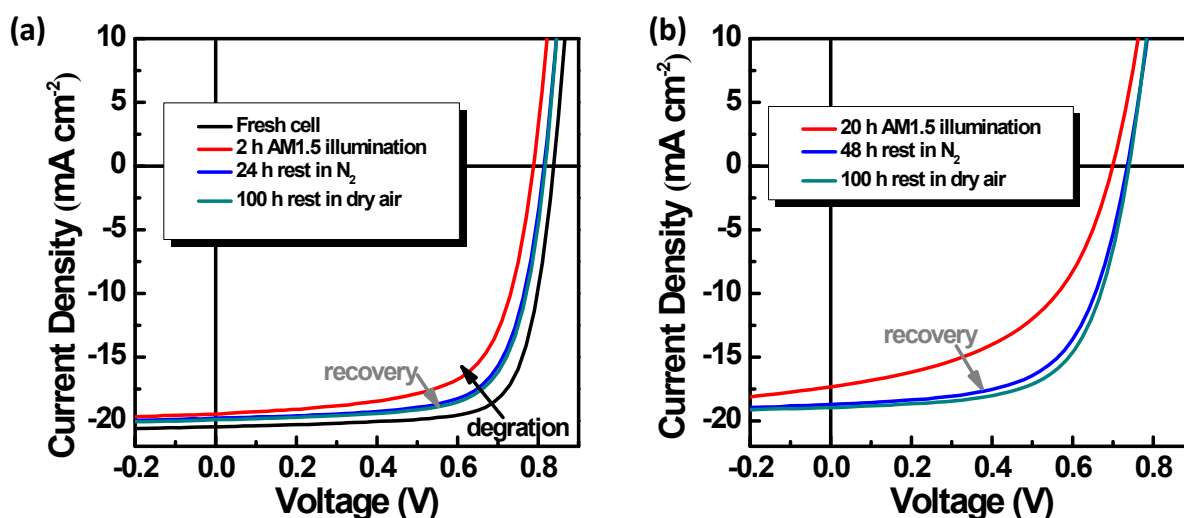 (a)
10
5
0
-5
-10
-15
-20
Current Density (mA cm-2)
Fresh cell
2 h AM1.5 illumination
24 h rest in N2
100 h rest in dry air
recovery
degration
-0.2 0.0 0.2 0.4 0.6 0.8
Voltage (V)
(b)
10
5
0
-5
-10
-15
-20
Current Density (mA cm-2)
20 h AM1.5 illumination
48 h rest in N2
100 h rest in dry air
recovery
-0.2 0.0 0.2 0.4 0.6 0.8
Voltage (V)